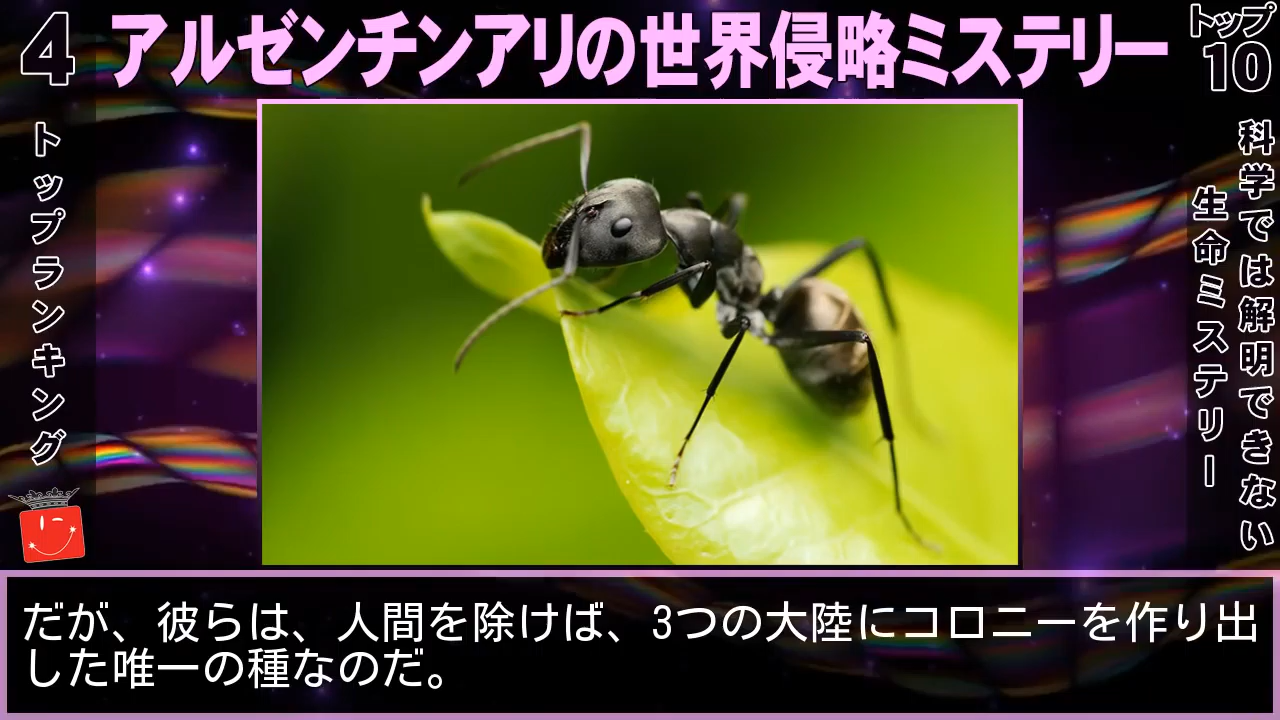 4
アルゼンチンアリの世界侵略ミステリー
トップ
10
トップランキング
科学では解明できない
生命ミステリー
だが、彼らは、人間を除けば、3つの大陸にコロニーを作り出
した唯一の種なのだ。